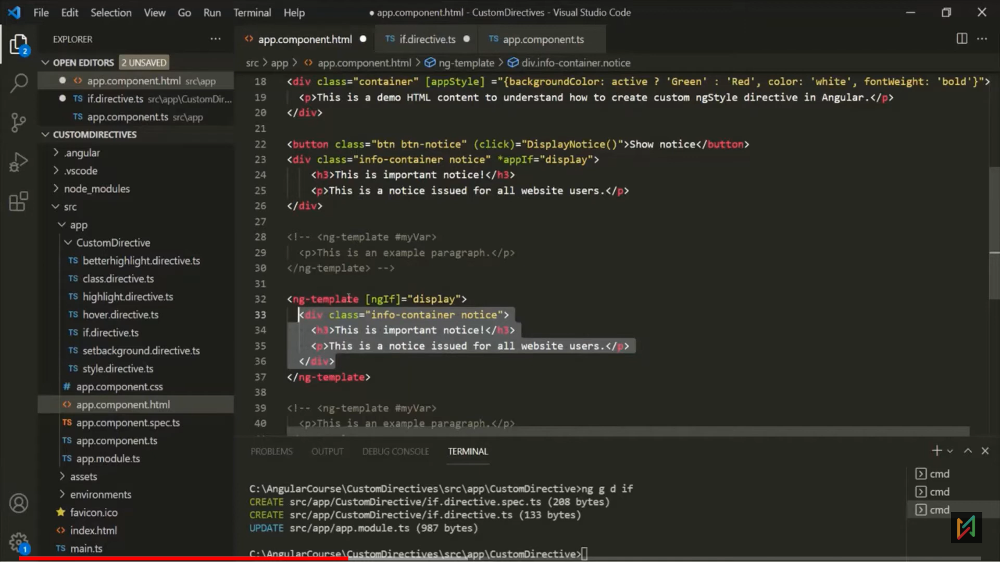 File Edit Selection View Go Run Terminal Help
● app.component.html - CustomDirectives - Visual Studio Code
EXPLORER
OPEN EDITORS 2 UNSAVED
app.component.html src\app
TS if.directive.ts src\app\CustomDir...
TS app.component.ts src\app
CUSTOMDIRECTIVES
.angular
.vscode
node_modules
src
app
CustomDirective
TS betterhighlight.directive.ts
TS class.directive.ts
TS highlight.directive.ts
TS hover.directive.ts
TS if.directive.ts
TS setbackground.directive.ts
TS style.directive.ts
# app.component.css
<> app.component.html
TS app.component.spec.ts
TS app.component.ts
TS app.module.ts
assets
environments
favicon.ico
<> index.html
TS main.ts
2
1
<> app.component.html TS if.directive.ts TS app.component.ts
src > app > <> app.component.html > ng-template > div.info-container.notice
18 <div class="container" [appStyle] ="{backgroundColor: active ? 'Green' : 'Red', color: 'white', fontWeight: 'bold'}">
19 <p>This is a demo HTML content to understand how to create custom ngStyle directive in Angular.</p>
20 </div>
21
22 <button class="btn btn-notice" (click)="DisplayNotice()">Show notice</button>
23 <div class="info-container notice" *appIf="display">
24 <h3>This is important notice!</h3>
25 <p>This is a notice issued for all website users.</p>
26 </div>
27
28 <!-- <ng-template #myVar>
29 <p>This is an example paragraph.</p>
30 </ng-template> -->
31
32 <ng-template [ngIf]="display">
33 <div class="info-container notice">
34 <h3>This is important notice!</h3>
35 <p>This is a notice issued for all website users.</p>
36 </div>
37 </ng-template>
38
39 <!-- <ng-template #myVar>
40 <p>This is an example paragraph.</p>
PROBLEMS OUTPUT DEBUG CONSOLE TERMINAL
C:\AngularCourse\CustomDirectives\src\app\CustomDirective>ng g d if
CREATE src/app/CustomDirective/if.directive.spec.ts (208 bytes)
CREATE src/app/CustomDirective/if.directive.ts (133 bytes)
UPDATE src/app/app.module.ts (987 bytes)
C:\AngularCourse\CustomDirectives\src\app\CustomDirective>
cmd
cmd
cmd